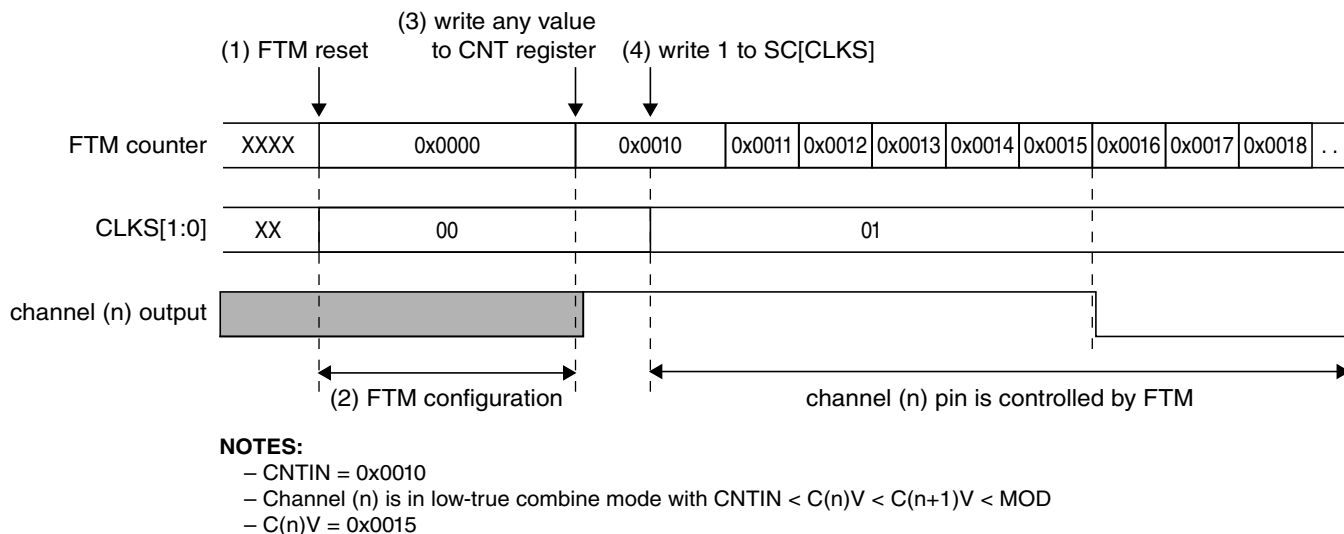 (3) write any value
(1) FTM reset to CNT register (4) write 1 to SC[CLKS]
FTM counter XXXX 0x0000 0x0010 0x0011 0x0012 0x0013 0x0014 0x0015 0x0016 0x0017 0x0018 . .
CLKS[1:0] XX 00 01
channel (n) output
(2) FTM configuration channel (n) pin is controlled by FTM
NOTES:
– CNTIN = 0x0010
– Channel (n) is in low-true combine mode with CNTIN < C(n)V < C(n+1)V < MOD
– C(n)V = 0x0015